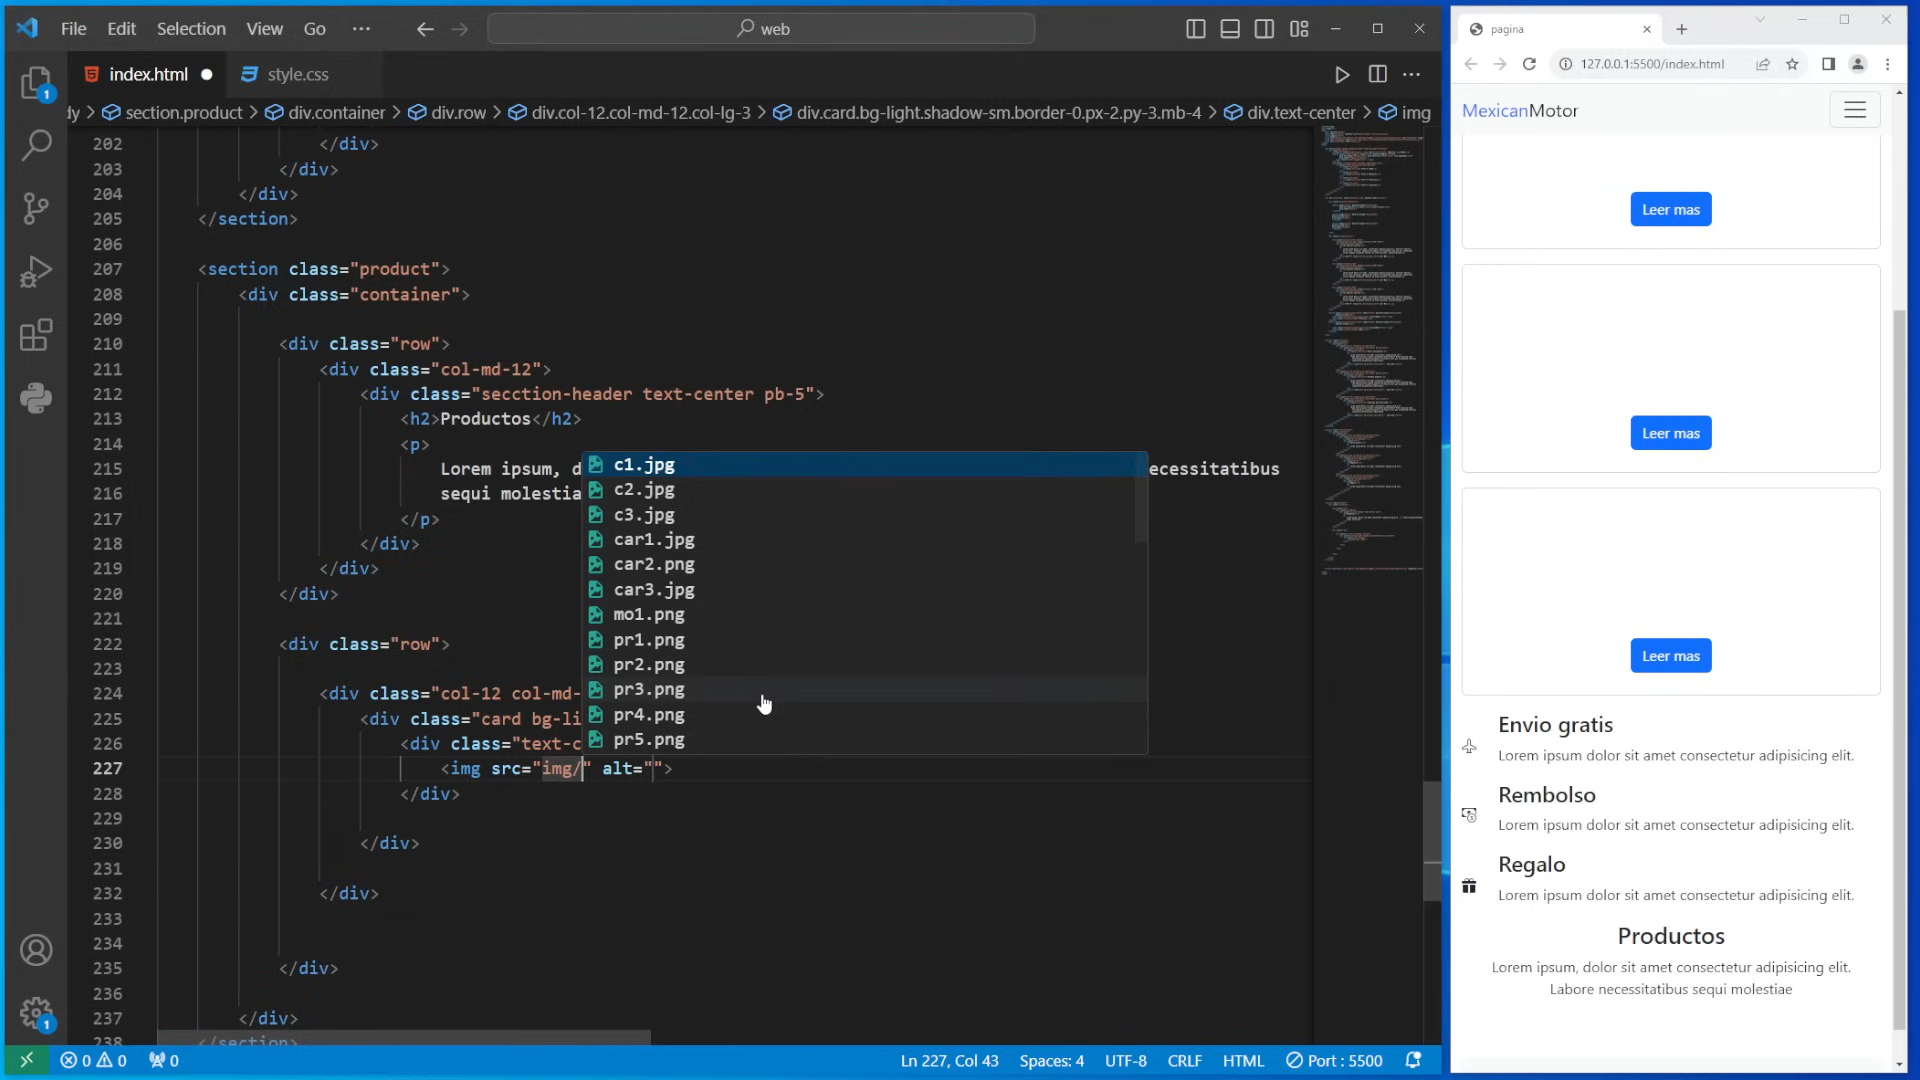 File Edit Selection View Go ··· web
index.html style.css
dy > section.product > div.container > div.row > div.col-12.col-md-12.col-lg-3 > div.card.bg-light.shadow-sm.border-0.px-2.py-3.mb-4 > div.text-center > img
202 </div>
203 </div>
204 </div>
205 </section>
206
207 <section class="product">
208 <div class="container">
209
210 <div class="row">
211 <div class="col-md-12">
212 <div class="secction-header text-center pb-5">
213 <h2>Productos</h2>
214 <p>
215 Lorem ipsum, d ecessitatibus
216 sequi molestia
217 </p>
218 </div>
219 </div>
220 </div>
221
222 <div class="row">
223
224 <div class="col-12 col-md-
225 <div class="card bg-li
226 <div class="text-c
227 <img src="img/" alt="">
228 </div>
229
230 </div>
231
232 </div>
233
234
235 </div>
236
237 </div>
238 </section>
c1.jpg
c2.jpg
c3.jpg
car1.jpg
car2.png
car3.jpg
mo1.png
pr1.png
pr2.png
pr3.png
pr4.png
pr5.png
1
1
0 0 0 Ln 227, Col 43 Spaces: 4 UTF-8 CRLF HTML Port : 5500
pagina
127.0.0.1:5500/index.html
MexicanMotor
Leer mas
Leer mas
Leer mas
Envio gratis
Lorem ipsum dolor sit amet consectetur adipisicing elit.
Rembolso
Lorem ipsum dolor sit amet consectetur adipisicing elit.
Regalo
Lorem ipsum dolor sit amet consectetur adipisicing elit.
Productos
Lorem ipsum, dolor sit amet consectetur adipisicing elit.
Labore necessitatibus sequi molestiae